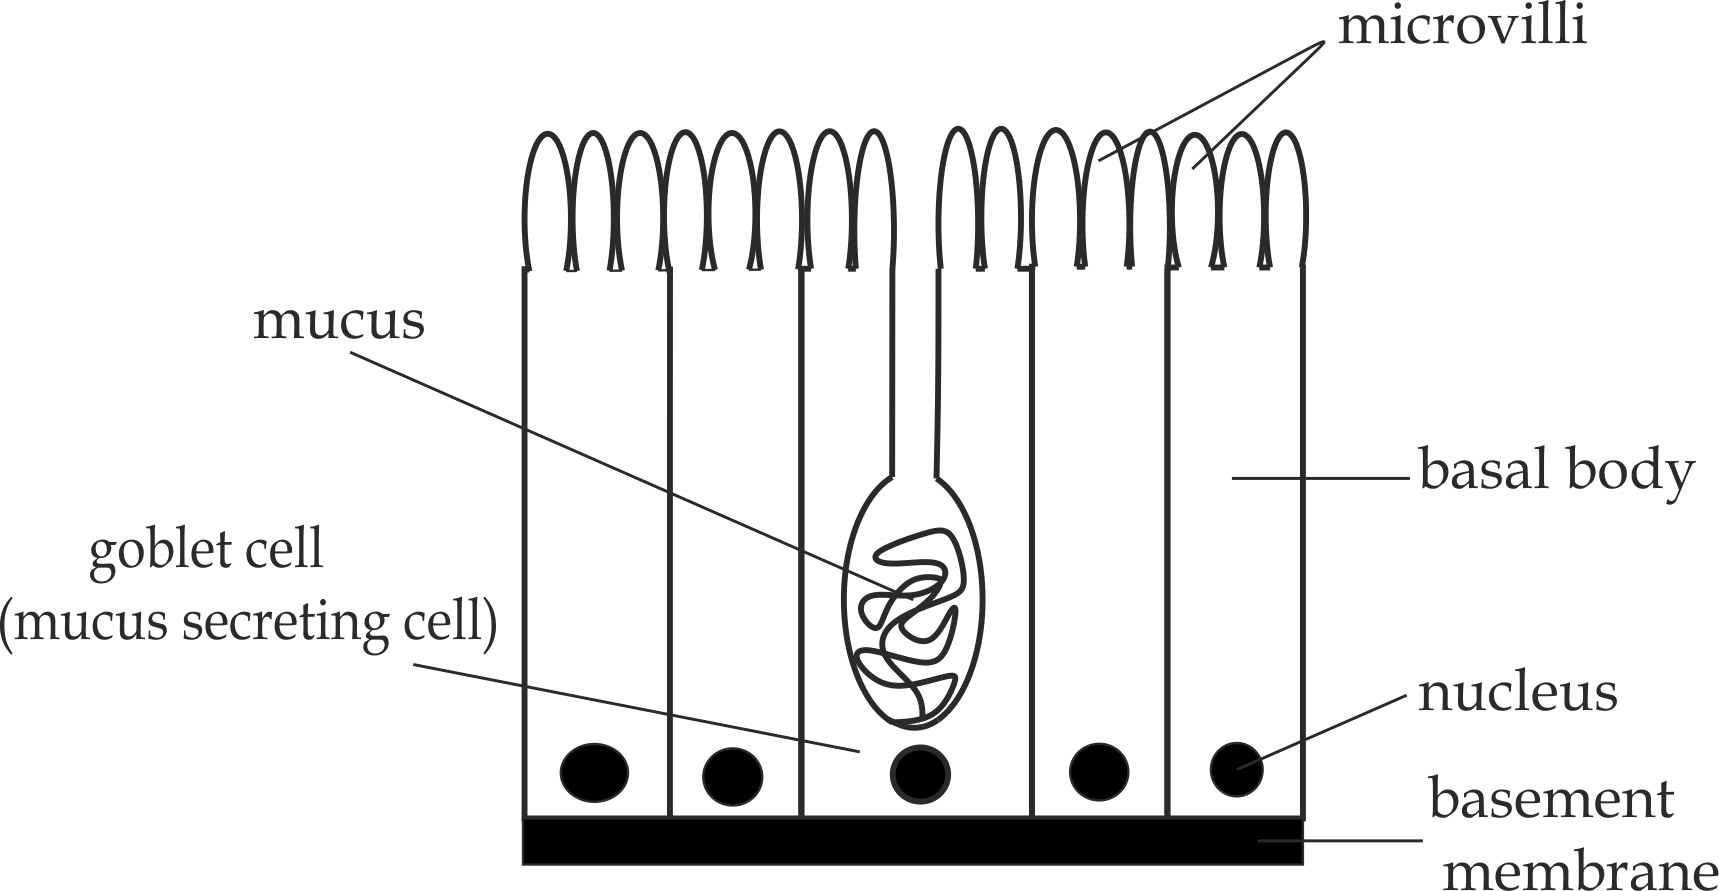 microvilli
mucus
basal body
goblet cell
(mucus secreting cell)
nucleus
basement
membrane